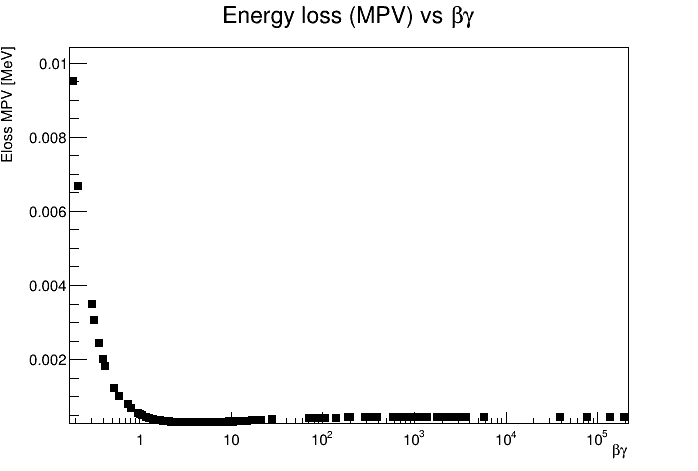 Energy loss (MPV) vs βγ
Eloss MPV [MeV]
0.01
0.008
0.006
0.004
0.002
1 10 10² 10³ 10⁴ 10⁵
βγ